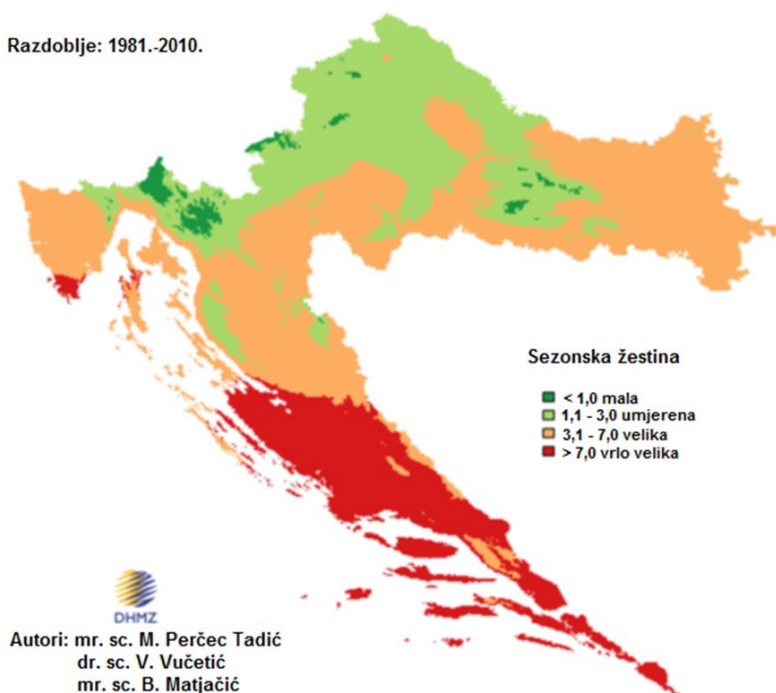 Razdoblje: 1981.-2010.
Sezonska žestina
< 1,0 mala
1,1 - 3,0 umjerena
3,1 - 7,0 velika
> 7,0 vrlo velika
DHMZ
Autori: mr. sc. M. Perčec Tadić
dr. sc. V. Vučetić
mr. sc. B. Matjačić